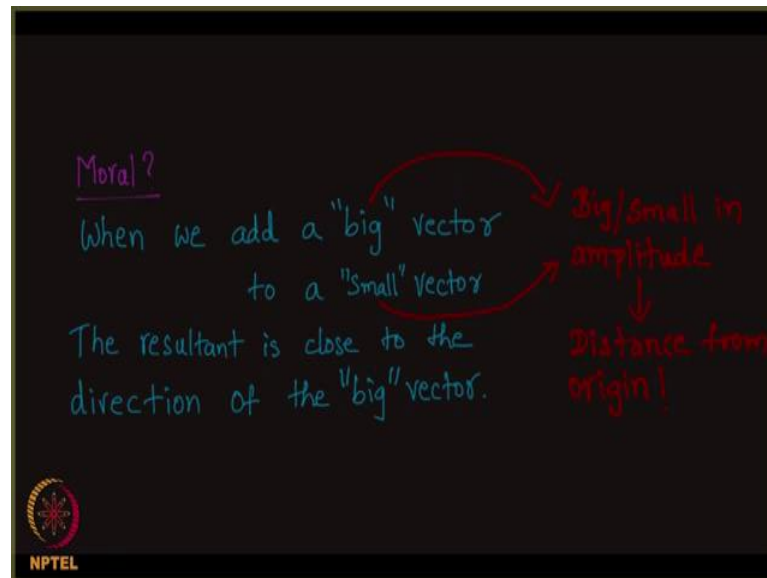 Moral?
When we add a "big" vector
to a "small" vector
The resultant is close to the
direction of the "big" vector.
Big/small in
amplitude
Distance from
origin!
NPTEL